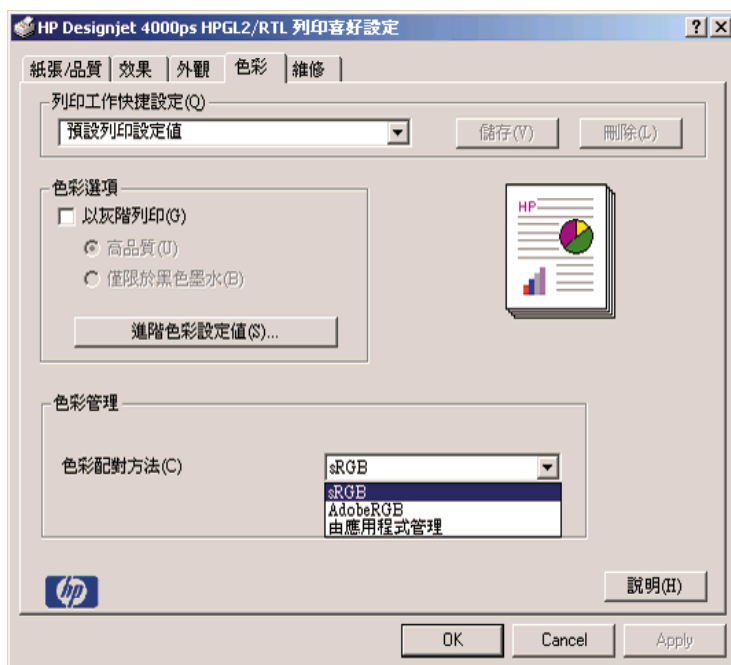 HP Designjet 4000ps HPGL2/RTL 列印喜好設定
紙張/品質 效果 外觀 色彩 維修
列印工作快捷設定(Q)
預設列印設定值 儲存(V) 刪除(L)
色彩選項
以灰階列印(G)
高品質(U)
僅限於黑色墨水(B)
進階色彩設定值(S)...
HP
色彩管理
色彩配對方法(C) sRGB
sRGB
AdobeRGB
由應用程式管理
hp
說明(H)
OK Cancel Apply